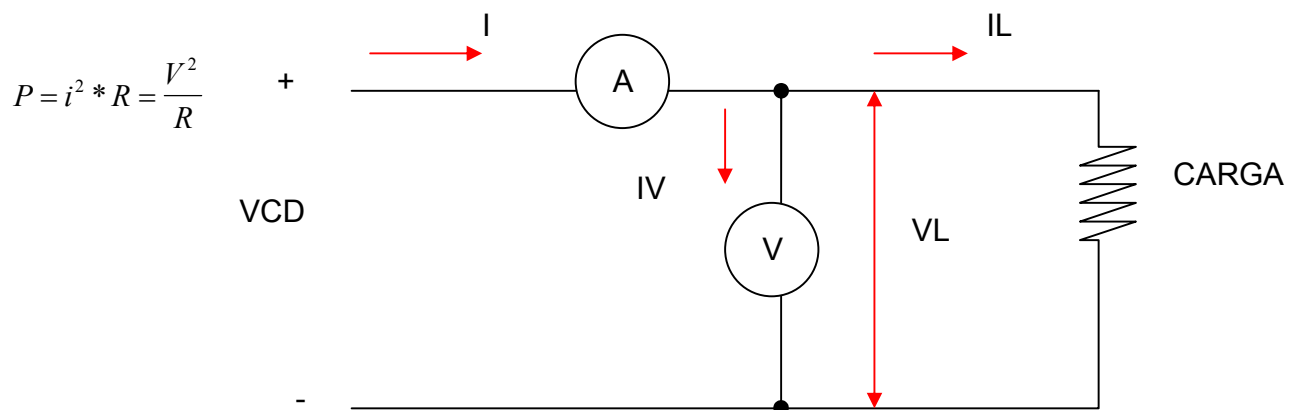 I
IL
P = i² * R = V² / R
+
A
CARGA
IV
VCD
V
VL
-